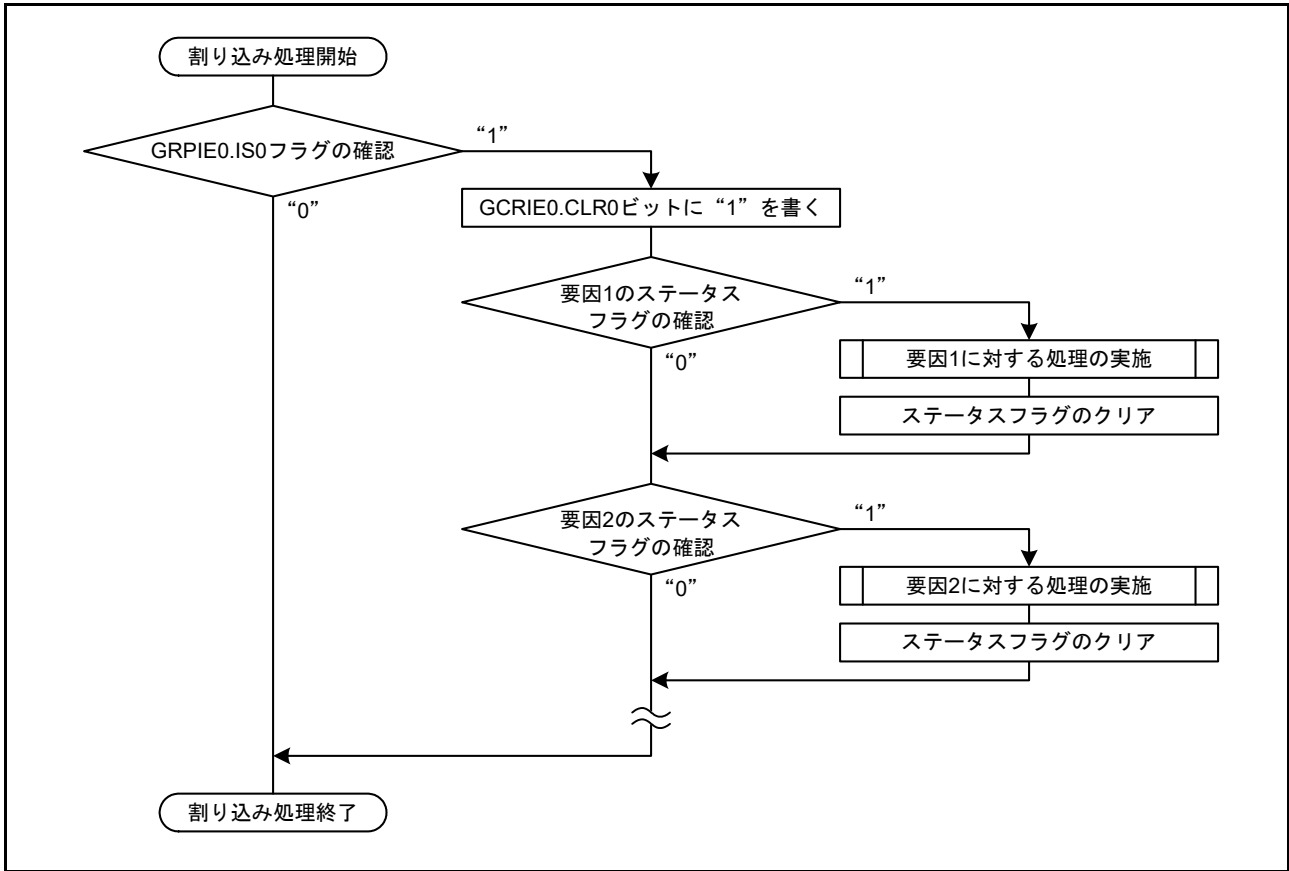 割り込み処理開始
GRPIE0.IS0フラグの確認
“1”
“0”
GCRIE0.CLR0ビットに“1”を書く
要因1のステータス
フラグの確認
“1”
“0”
要因1に対する処理の実施
ステータスフラグのクリア
要因2のステータス
フラグの確認
“1”
“0”
要因2に対する処理の実施
ステータスフラグのクリア
割り込み処理終了